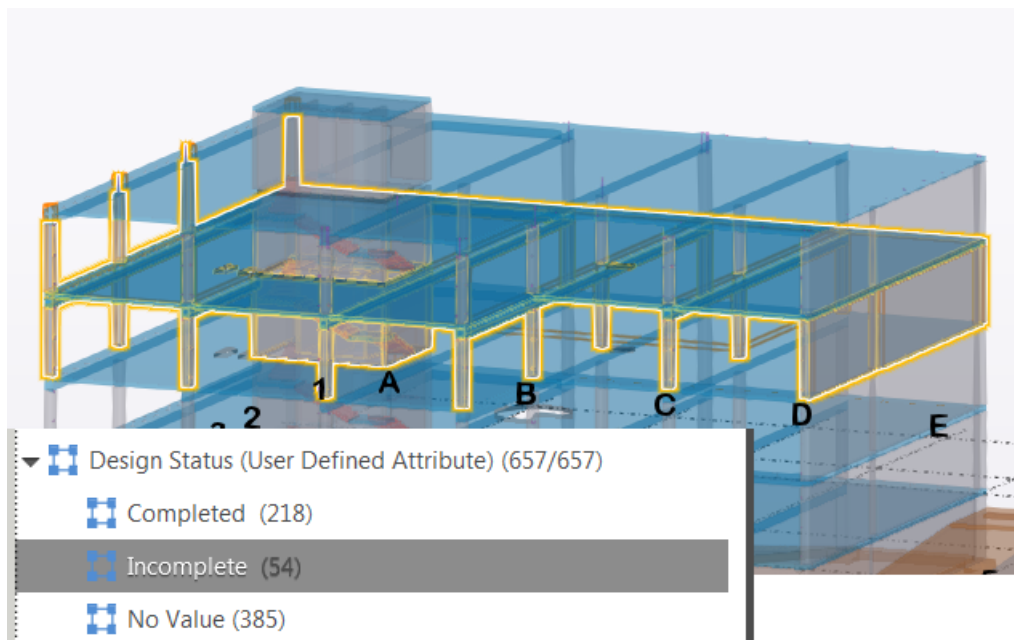 1 A B C D E
2
Design Status (User Defined Attribute) (657/657)
Completed (218)
Incomplete (54)
No Value (385)